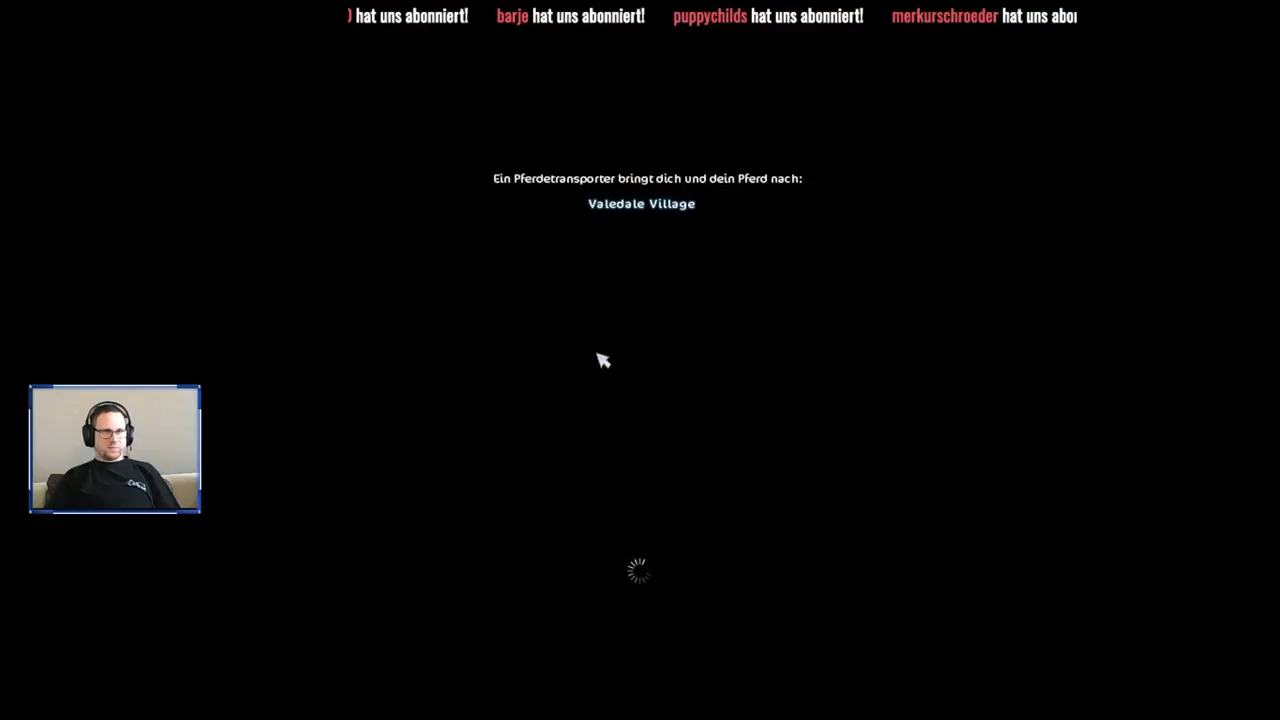 ) hat uns abonniert! barje hat uns abonniert! puppychilds hat uns abonniert! merkurschroeder hat uns abo
Ein Pferdetransporter bringt dich und dein Pferd nach:
Valedale Village